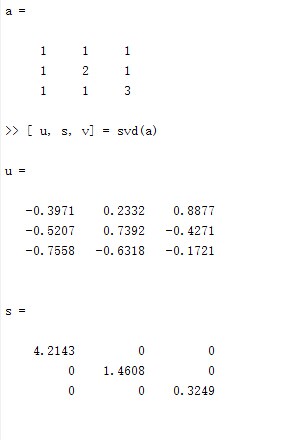 a =
1 1 1
1 2 1
1 1 3
>> [ u, s, v] = svd(a)
u =
-0.3971 0.2332 0.8877
-0.5207 0.7392 -0.4271
-0.7558 -0.6318 -0.1721
s =
4.2143 0 0
0 1.4608 0
0 0 0.3249